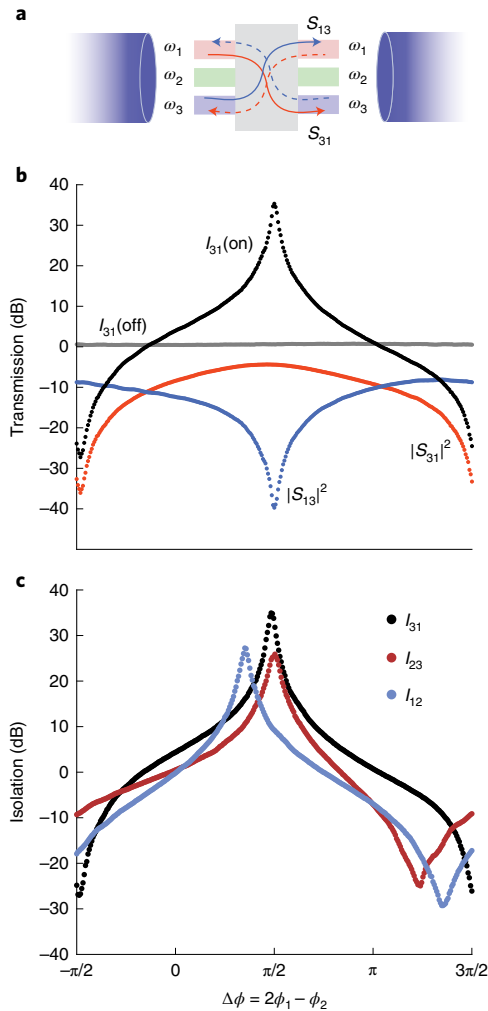 a
S₁₃
ω₁ ω₁
ω₂ ω₂
ω₃ ω₃
S₃₁
b
40
30
20
10
0
−10
−20
−30
−40
Transmission (dB)
I₃₁(on)
I₃₁(off)
|S₃₁|²
|S₁₃|²
c
40
30
20
10
0
−10
−20
−30
−40
Isolation (dB)
I₃₁
I₂₃
I₁₂
−π/2 0 π/2 π 3π/2
Δϕ = 2ϕ₁ − ϕ₂